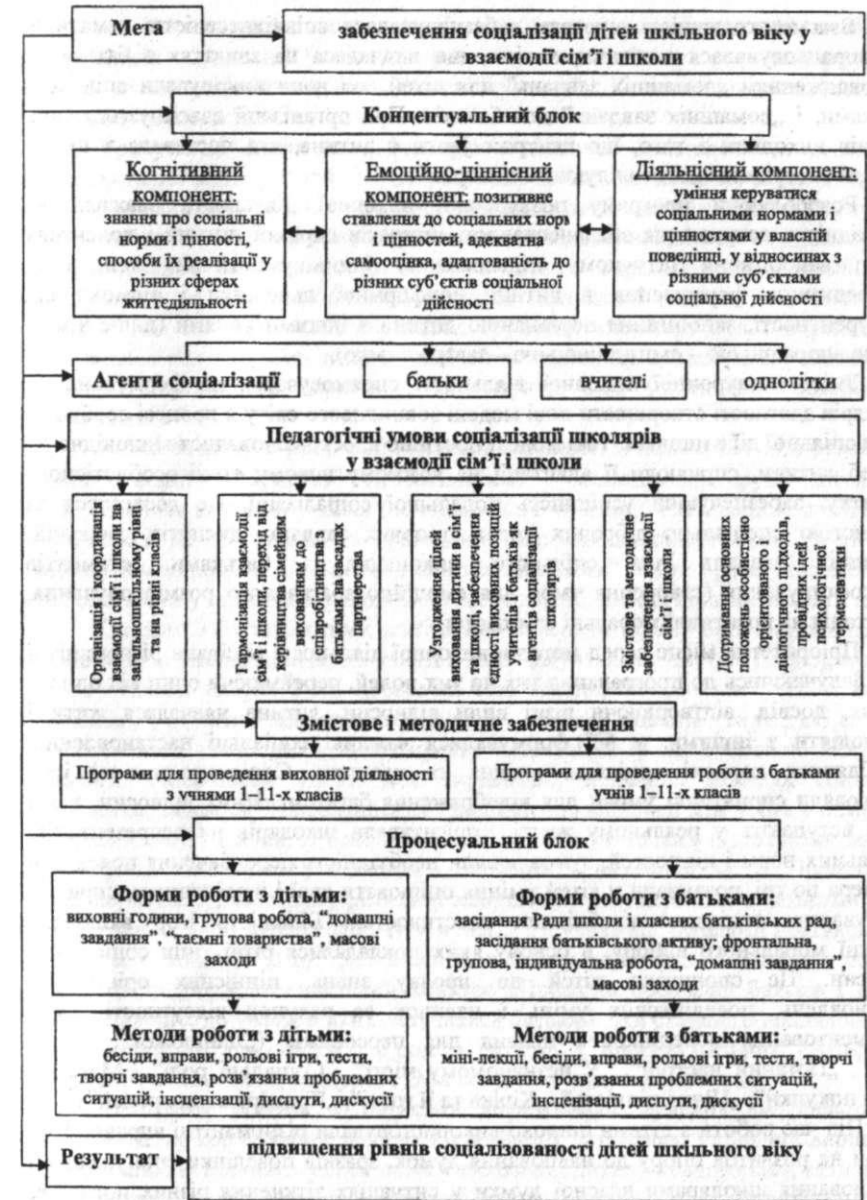 Мета
забезпечення соціалізації дітей шкільного віку у
взаємодії сім’ї і школи
Концептуальний блок
Когнітивний
компонент:
знання про соціальні
норми і цінності,
способи їх реалізації у
різних сферах
життєдіяльності
Емоційно-ціннісний
компонент: позитивне
ставлення до соціальних норм
і цінностей, адекватна
самооцінка, адаптованість до
різних суб’єктів соціальної
дійсності
Діяльнісний компонент:
уміння керуватися
соціальними нормами і
цінностями у власній
поведінці, у відносинах з
різними суб’єктами
соціальної дійсності
Агенти соціалізації
батьки
вчителі
однолітки
Педагогічні умови соціалізації школярів
у взаємодії сім’ї і школи
Організація і координація
взаємодії сім’ї і школи на
загальношкільному рівні та
на рівні класів
Гармонізація взаємодії
сім’ї і школи, перехід від
керівництва сімейним
вихованням до
співробітництва з
батьками на засадах
партнерства
Узгодження цілей
виховання дитини в сім’ї
і школі, забезпечення
єдності виховних позицій
учителів і батьків як
агентів соціалізації
школярів
Змістове та методичне
забезпечення взаємодії
сім’ї і школи
Дотримання основних
положень особистісно
орієнтованого і
діяльнісного підходів,
провідних ідей
психологічної
герменевтики
Змістове і методичне забезпечення
Програми для проведення виховної діяльності
з учнями 1–11-х класів
Програми для проведення роботи з батьками
учнів 1–11-х класів
Процесуальний блок
Форми роботи з дітьми:
виховні години, групова робота, “домашні
завдання”, “таємні товариства”, масові
заходи
Форми роботи з батьками:
засідання Ради школи і класних батьківських рад,
засідання батьківського активу; фронтальна,
групова, індивідуальна робота, “домашні завдання”,
масові заходи
Методи роботи з дітьми:
бесіди, вправи, рольові ігри, тести,
творчі завдання, розв’язання проблемних
ситуацій, інсценізації, диспути, дискусії
Методи роботи з батьками:
міні-лекції, бесіди, вправи, рольові ігри, тести, творчі
завдання, розв’язання проблемних ситуацій,
інсценізації, диспути, дискусії
Результат
підвищення рівнів соціалізованості дітей шкільного віку